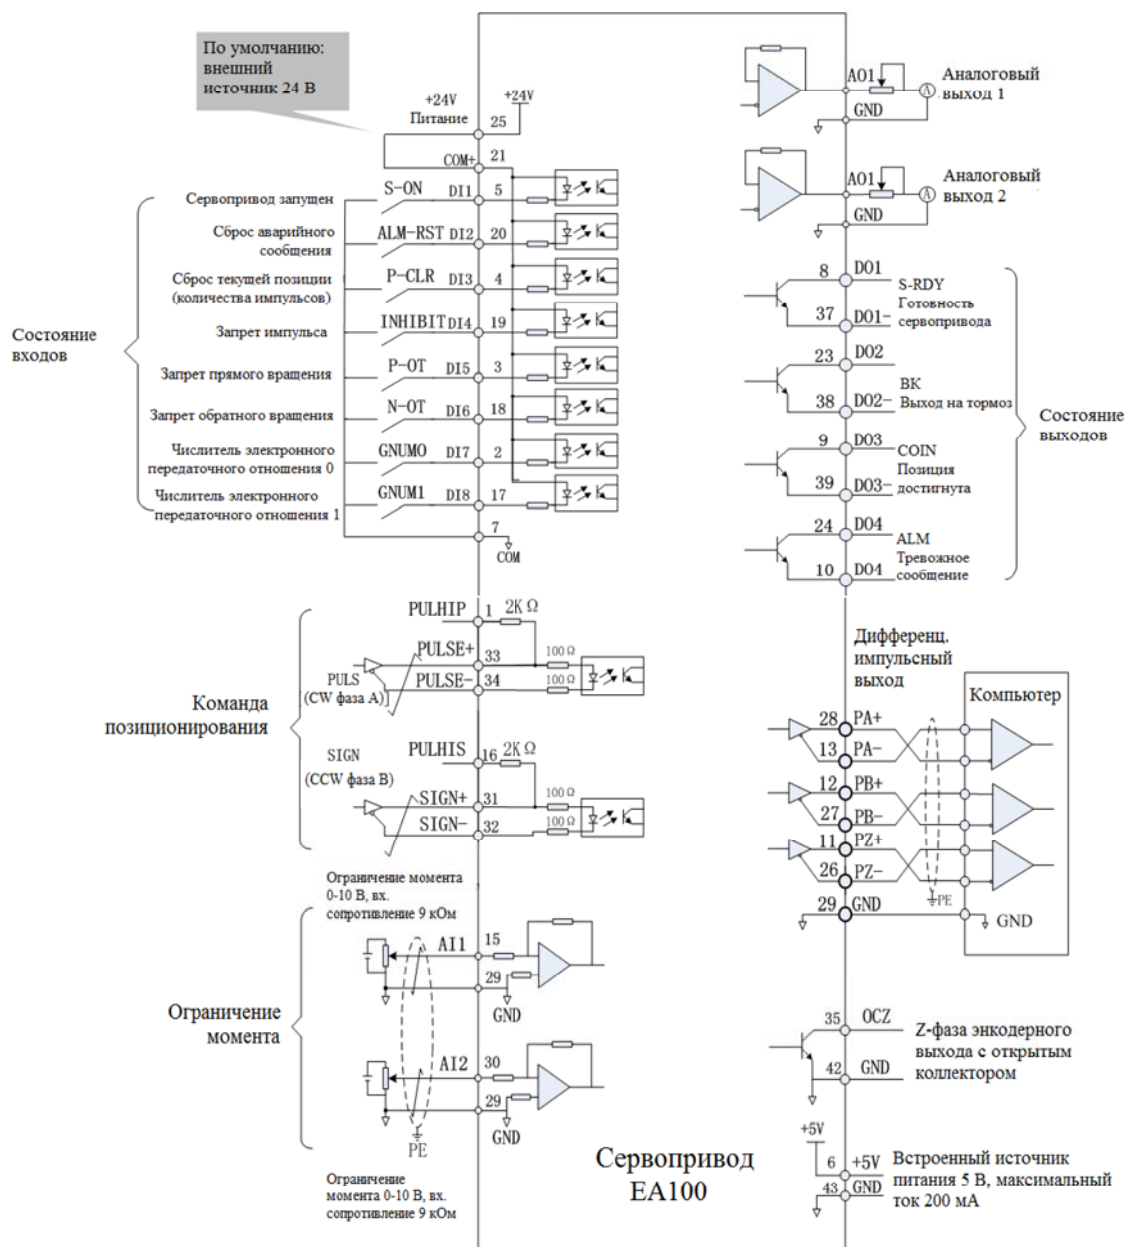 По умолчанию:
внешний
источник 24 В
+24V
Питание
+24V
25
COM+
21
Состояние
входов
Сервопривод запущен
S-ON
DI1
5
Сброс аварийного
сообщения
ALM-RST
DI2
20
Сброс текущей позиции
(количества импульсов)
P-CLR
DI3
4
Запрет импульса
INHIBIT
DI4
19
Запрет прямого вращения
P-OT
DI5
3
Запрет обратного вращения
N-OT
DI6
18
Числитель электронного
передаточного отношения 0
GNUM0
DI7
2
Числитель электронного
передаточного отношения 1
GNUM1
DI8
17
7
COM
Команда
позиционирования
PULHIP
1
2K Ω
PULSE+
33
100 Ω
PULSE-
34
100 Ω
PULS
(CW фаза A)
PULHIS
16
2K Ω
SIGN
(CCW фаза B)
SIGN+
31
100 Ω
SIGN-
32
100 Ω
Ограничение момента
0-10 В, вх.
сопротивление 9 кОм
Ограничение
момента
AI1
15
29
GND
AI2
30
29
GND
PE
Ограничение
момента 0-10 В, вх.
сопротивление 9 кОм
AO1
A
GND
Аналоговый
выход 1
AO1
A
GND
Аналоговый
выход 2
8
DO1
S-RDY
Готовность
сервопривода
37
DO1-
23
DO2
BK
Выход на тормоз
38
DO2-
Состояние
выходов
9
DO3
COIN
Позиция
достигнута
39
DO3-
24
DO4
ALM
Тревожное
сообщение
10
DO4
Дифференц.
импульсный
выход
Компьютер
28
PA+
13
PA-
12
PB+
27
PB-
11
PZ+
26
PZ-
PE
29
GND
GND
35
OCZ
42
GND
Z-фаза энкодерного
выхода с открытым
коллектором
+5V
6
+5V
43
GND
Встроенный источник
питания 5 В, максимальный
ток 200 мА
Сервопривод
EA100